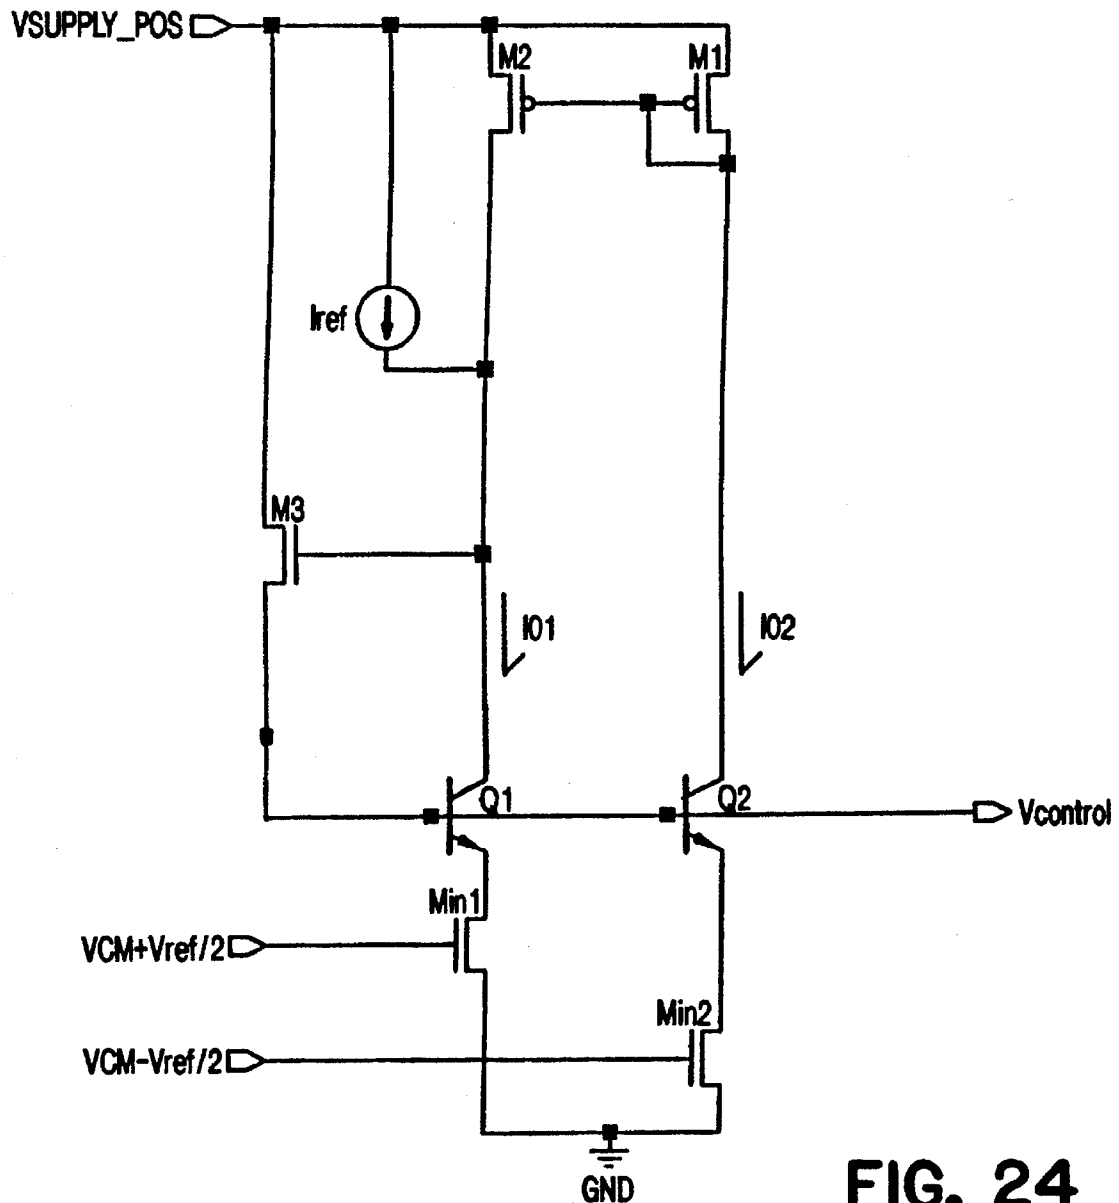 VSUPPLY_POS
M2
M1
Iref
M3
I01
I02
Q1
Q2
Vcontrol
Min1
VCM+Vref/2
Min2
VCM-Vref/2
GND
FIG. 24